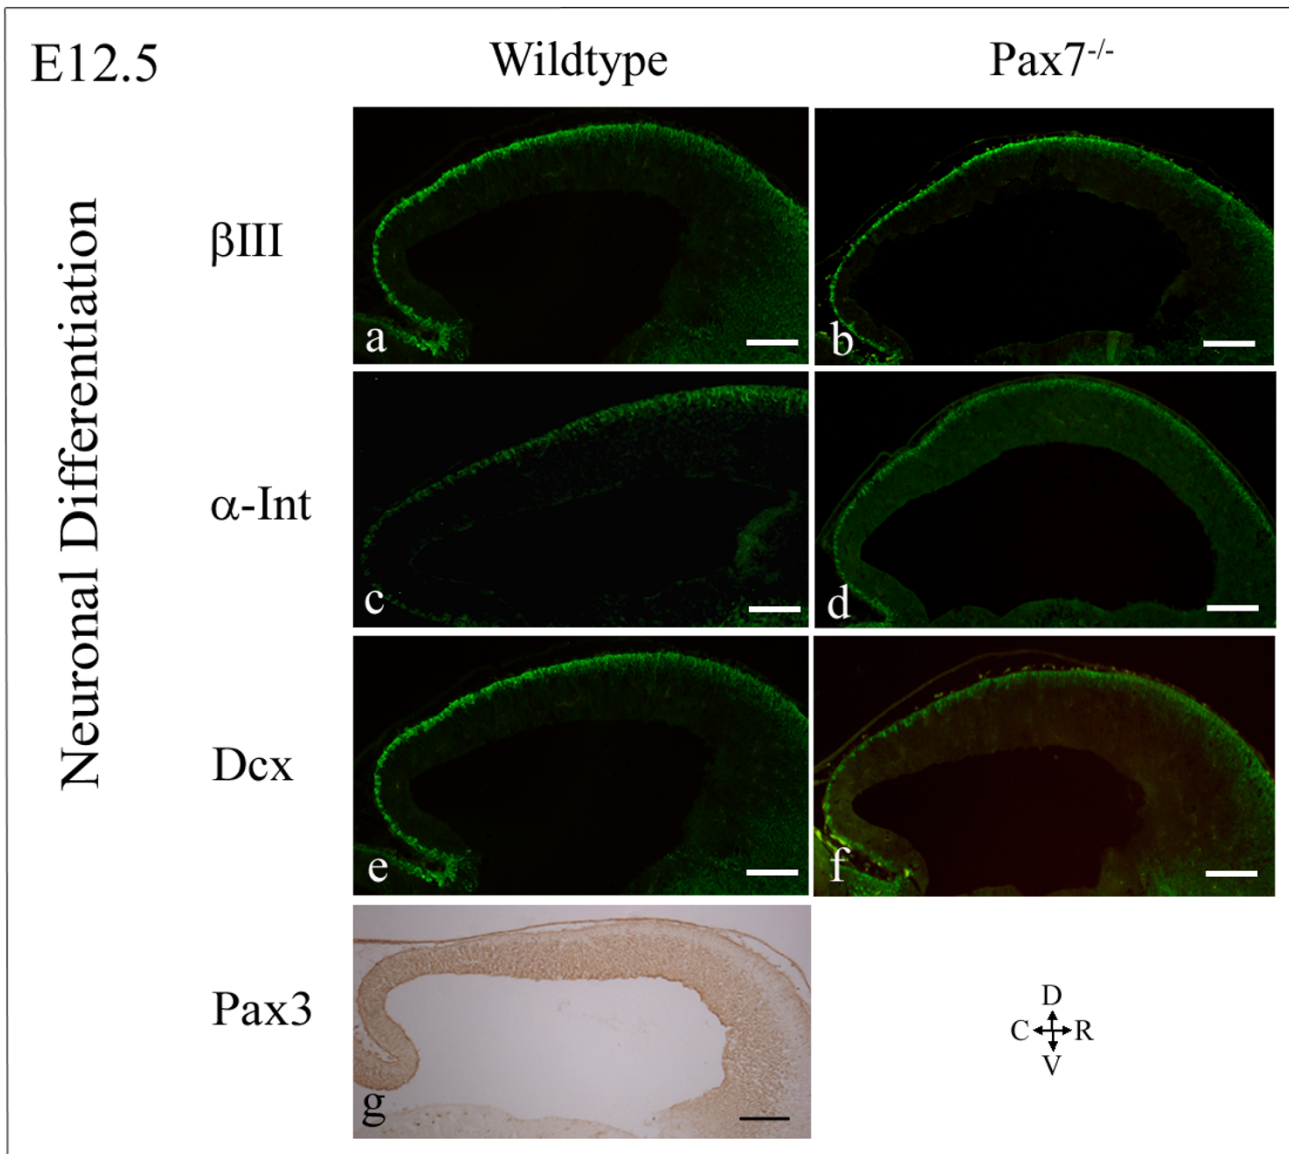 E12.5
Wildtype
Pax7-/-
Neuronal Differentiation
βIII
a
b
α-Int
c
d
Dcx
e
f
Pax3
g
D
C R
V